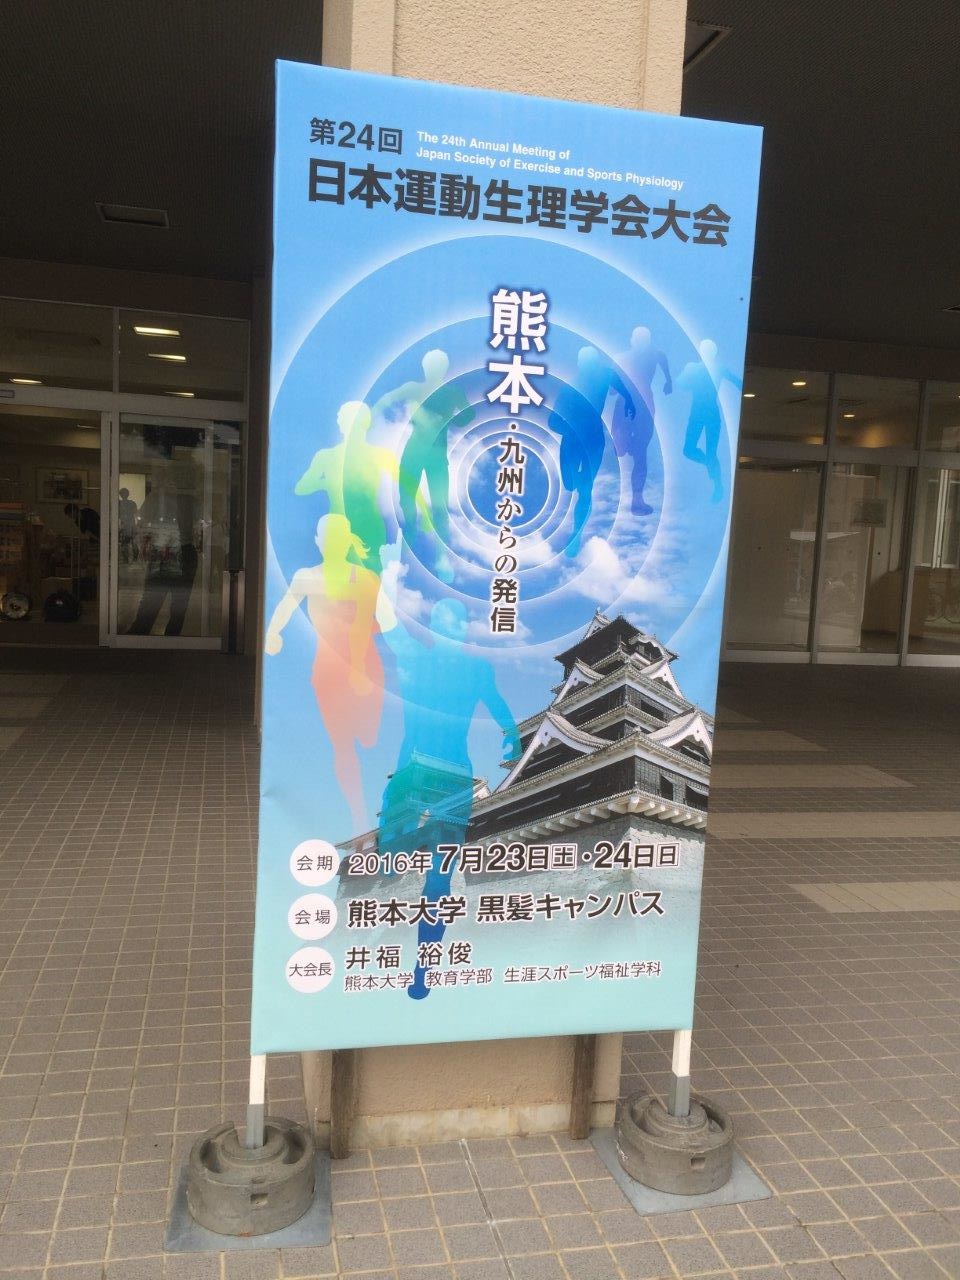 第24回
The 24th Annual Meeting of
Japan Society of Exercise and Sports Physiology
日本運動生理学会大会
熊本・九州からの発信
会期 2016年 7月23日土・24日日
会場 熊本大学 黒髪キャンパス
大会長 井福 裕俊
熊本大学 教育学部 生涯スポーツ福祉学科